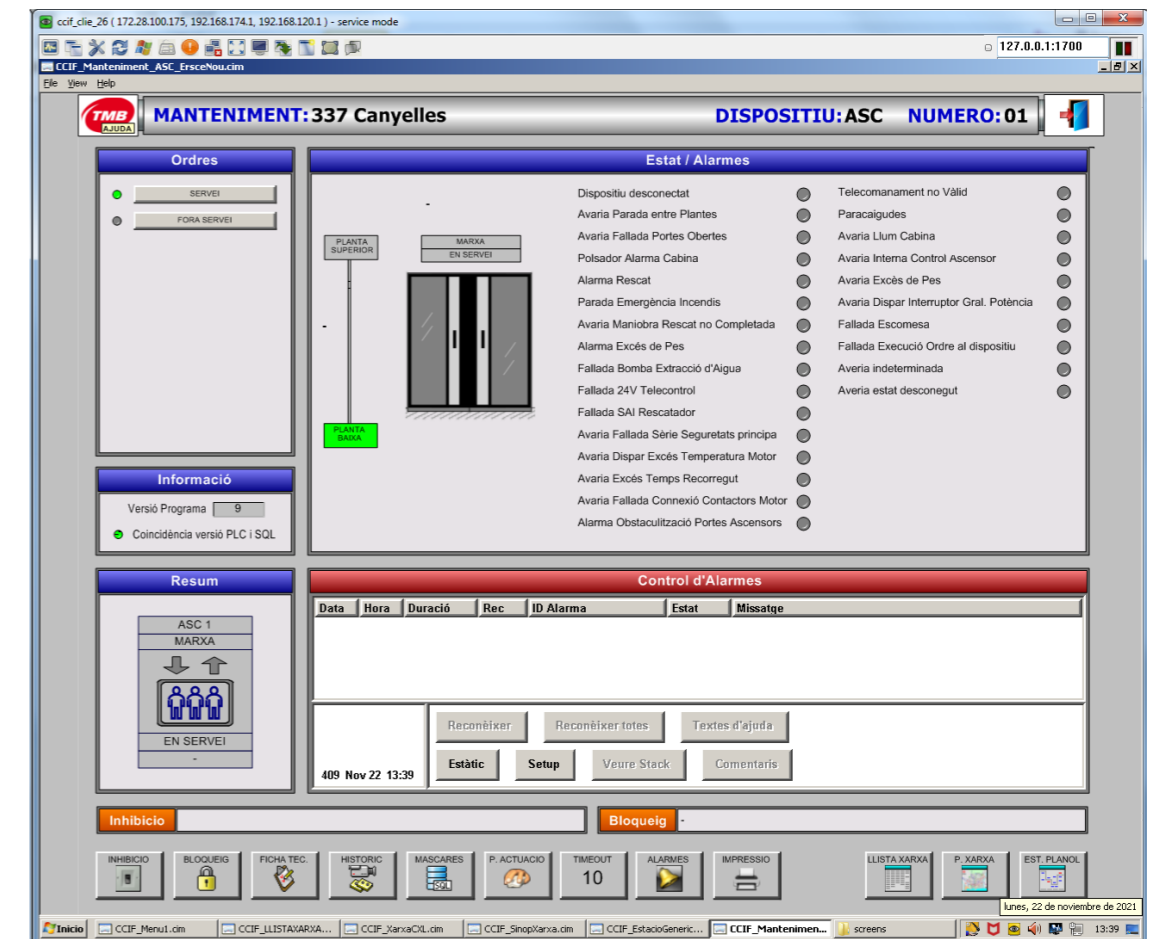 ccif_clie_26 ( 172.28.100.175, 192.168.174.1, 192.168.120.1 ) - service mode
127.0.0.1:1700
CCIF_Manteniment_ASC_ErsceNou.cim
File View Help
TMB
AJUDA
MANTENIMENT: 337 Canyelles DISPOSITIU: ASC NUMERO: 01
Ordres
SERVEI
FORA SERVEI
Informació
Versió Programa 9
Coincidència versió PLC i SQL
Resum
ASC 1
MARXA
EN SERVEI
-
Estat / Alarmes
-
PLANTA
SUPERIOR
MARXA
EN SERVEI
-
PLANTA
BAIXA
Dispositiu desconectat
Avaria Parada entre Plantes
Avaria Fallada Portes Obertes
Polsador Alarma Cabina
Alarma Rescat
Parada Emergència Incendis
Avaria Maniobra Rescat no Completada
Alarma Excés de Pes
Fallada Bomba Extracció d'Aigua
Fallada 24V Telecontrol
Fallada SAI Rescatador
Avaria Fallada Sèrie Seguretats principa
Avaria Dispar Excés Temperatura Motor
Avaria Excés Temps Recorregut
Avaria Fallada Connexió Contactors Motor
Alarma Obstaculització Portes Ascensors
Telecomanament no Vàlid
Paracaigudes
Avaria Llum Cabina
Avaria Interna Control Ascensor
Avaria Excès de Pes
Avaria Dispar Interruptor Gral. Potència
Fallada Escomesa
Fallada Execució Ordre al dispositiu
Averia indeterminada
Averia estat desconegut
Control d'Alarmes
Data Hora Duració Rec ID Alarma Estat Missatge
409 Nov 22 13:39
Reconèixer Reconèixer totes Textes d'ajuda
Estàtic Setup Veure Stack Comentaris
Inhibicio
Bloqueig -
INHIBICIO
BLOQUEIG
FICHA TEC.
HISTORIC
MASCARES
SQL
P. ACTUACIO
TIMEOUT
10
ALARMES
IMPRESSIO
LLISTA XARXA
P. XARXA
EST. PLANOL
lunes, 22 de noviembre de 2021
Inicio CCIF_Menu1.cim CCIF_LLISTAXARXA... CCIF_XarxaCXL.cim CCIF_SinopXarxa.cim CCIF_EstacioGeneric... CCIF_Mantenimen... screens 13:39